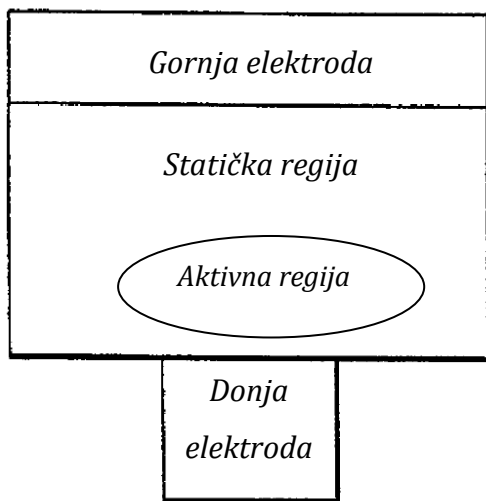 Gornja elektroda
Statička regija
Aktivna regija
Donja
elektroda